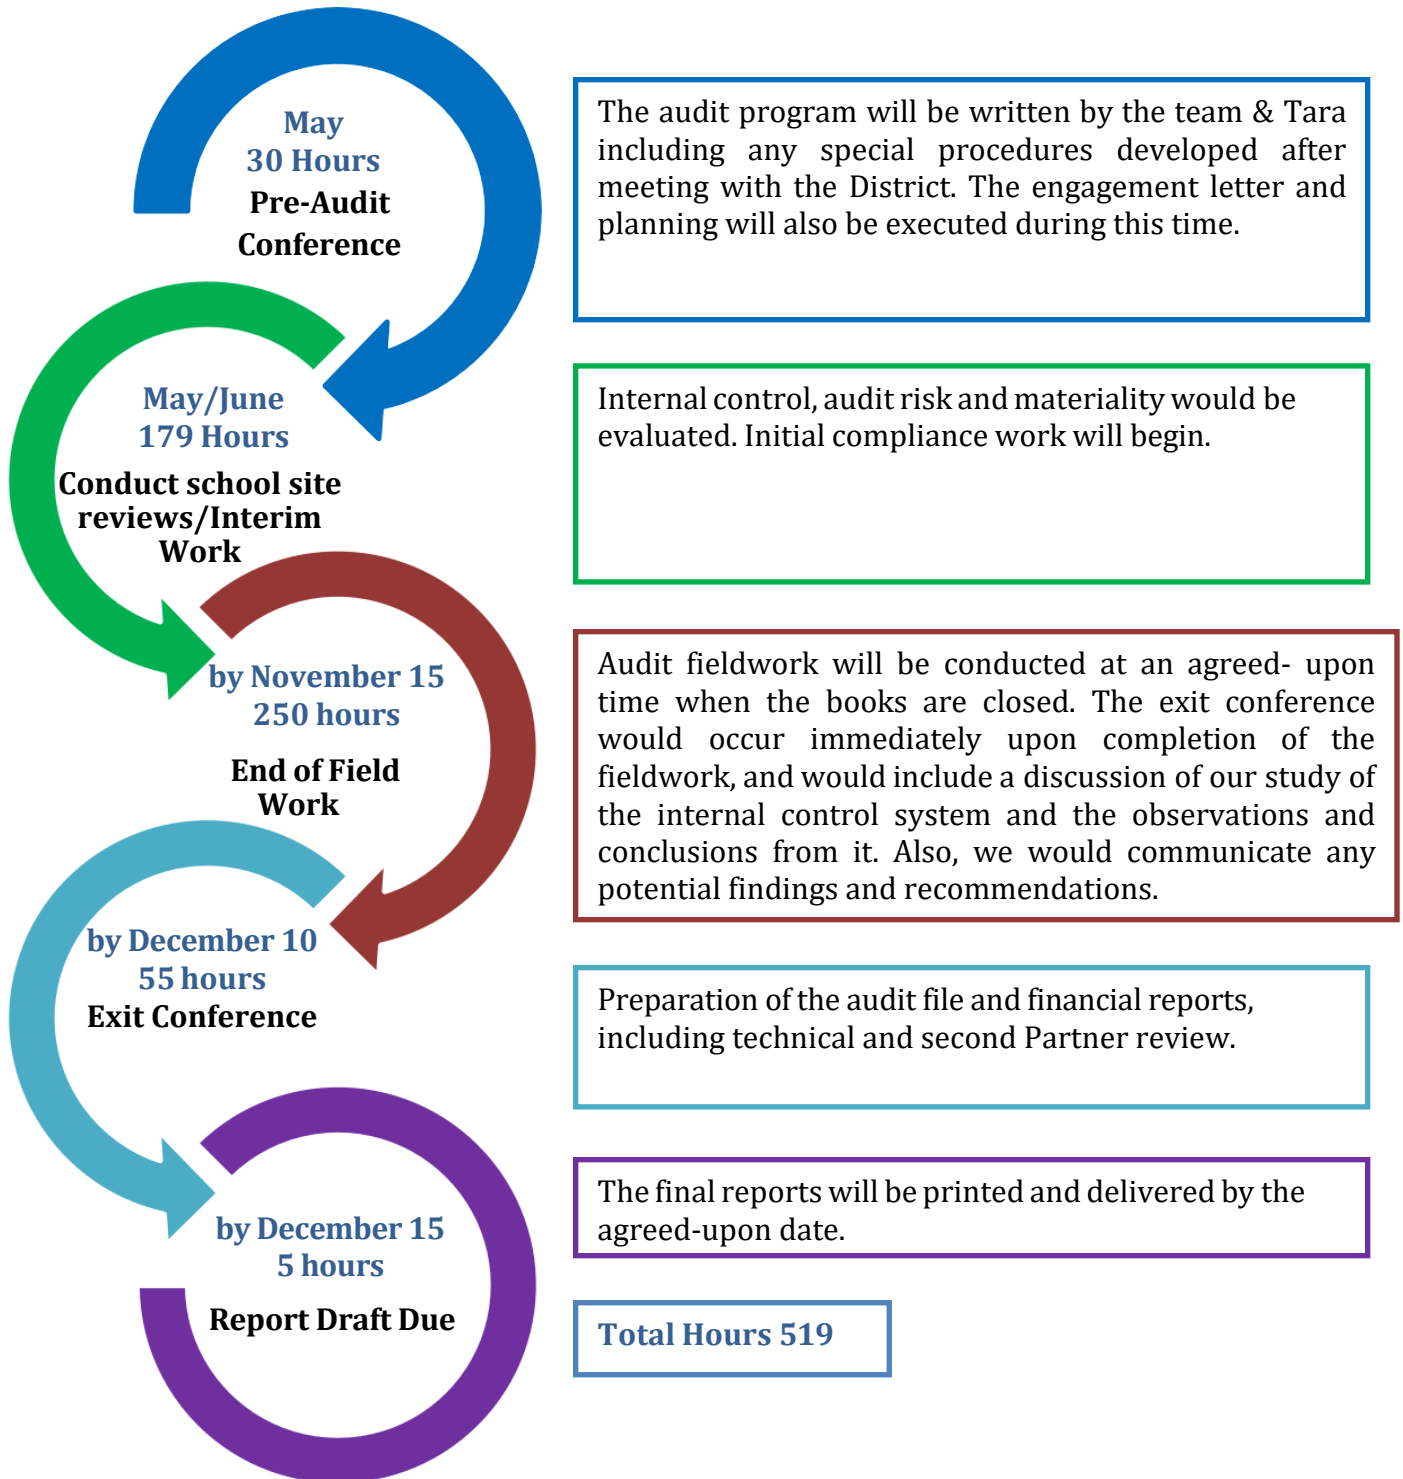 May
30 Hours
Pre-Audit
Conference
The audit program will be written by the team & Tara
including any special procedures developed after
meeting with the District. The engagement letter and
planning will also be executed during this time.
May/June
179 Hours
Conduct school site
reviews/Interim
Work
Internal control, audit risk and materiality would be
evaluated. Initial compliance work will begin.
by November 15
250 hours
End of Field
Work
Audit fieldwork will be conducted at an agreed- upon
time when the books are closed. The exit conference
would occur immediately upon completion of the
fieldwork, and would include a discussion of our study of
the internal control system and the observations and
conclusions from it. Also, we would communicate any
potential findings and recommendations.
by December 10
55 hours
Exit Conference
Preparation of the audit file and financial reports,
including technical and second Partner review.
by December 15
5 hours
Report Draft Due
The final reports will be printed and delivered by the
agreed-upon date.
Total Hours 519